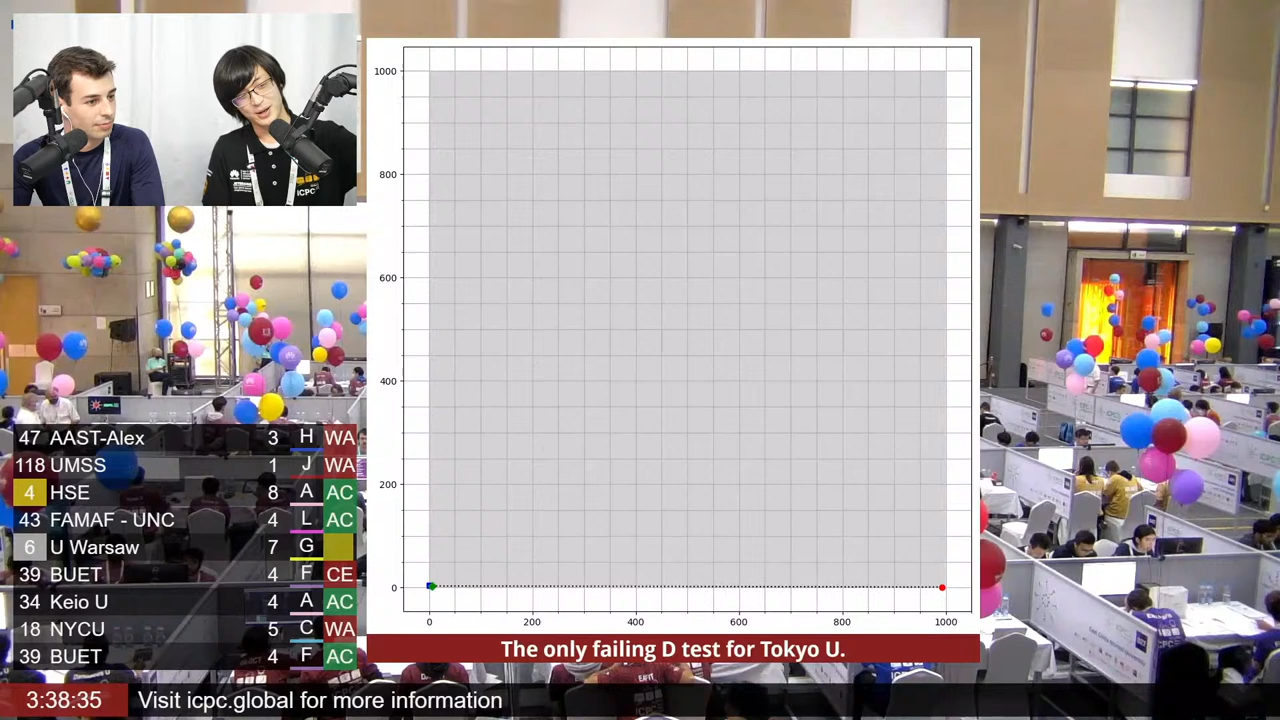 ICPC
1000
800
600
400
200
0
0 200 400 600 800 1000
The only failing D test for Tokyo U.
47 AAST-Alex 3 H WA
118 UMSS 1 J WA
4 HSE 8 A AC
43 FAMAF - UNC 4 L AC
6 U Warsaw 7 G
39 BUET 4 F CE
34 Keio U 4 A AC
18 NYCU 5 C WA
39 BUET 4 F AC
3:38:35 Visit icpc.global for more information